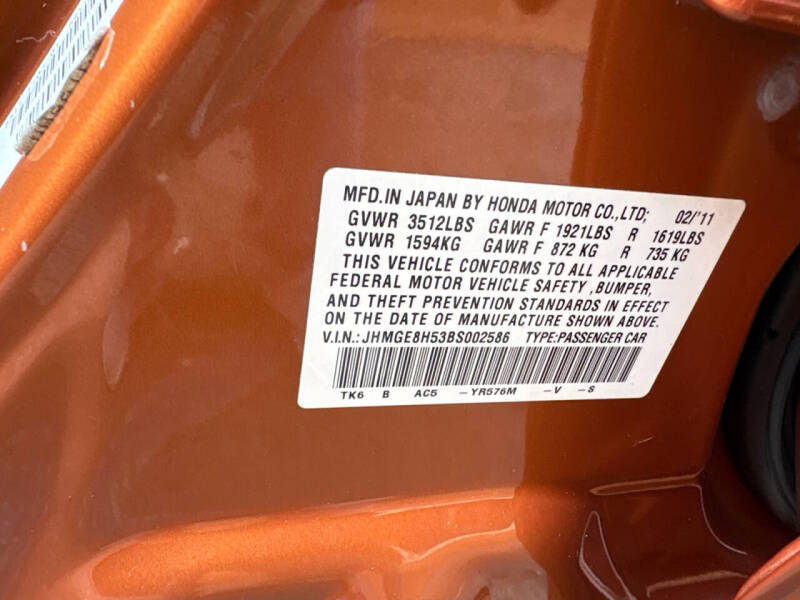 MFD.IN JAPAN BY HONDA MOTOR CO.,LTD; 02/'11
GVWR 3512LBS GAWR F 1921LBS R 1619LBS
GVWR 1594KG GAWR F 872 KG R 735 KG
THIS VEHICLE CONFORMS TO ALL APPLICABLE
FEDERAL MOTOR VEHICLE SAFETY ,BUMPER,
AND THEFT PREVENTION STANDARDS IN EFFECT
ON THE DATE OF MANUFACTURE SHOWN ABOVE.
V.I.N.: JHMGE8H53BS002586 TYPE:PASSENGER CAR
TK6 B AC5 –YR576M –V –S